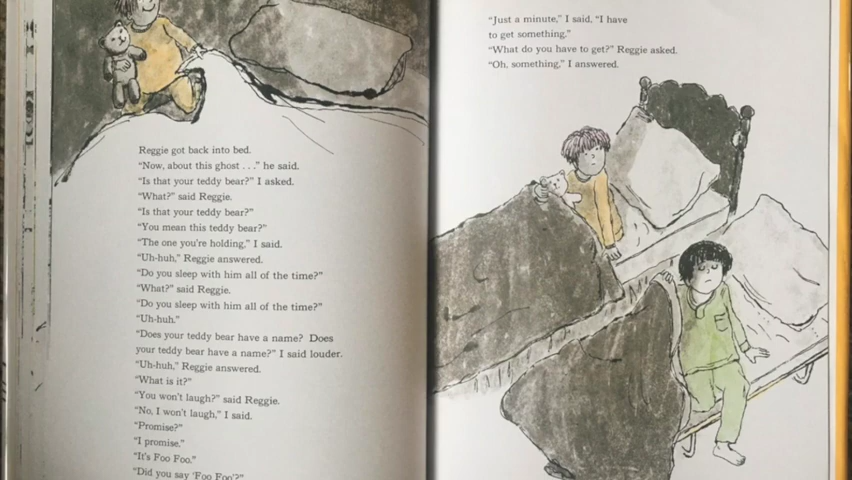 Reggie got back into bed.
“Now, about this ghost . . .” he said.
“Is that your teddy bear?” I asked.
“What?” said Reggie.
“Is that your teddy bear?”
“You mean this teddy bear?”
“The one you’re holding,” I said.
“Uh-huh,” Reggie answered.
“Do you sleep with him all of the time?”
“What?” said Reggie.
“Do you sleep with him all of the time?”
“Uh-huh.”
“Does your teddy bear have a name? Does
your teddy bear have a name?” I said louder.
“Uh-huh,” Reggie answered.
“What is it?”
“You won’t laugh?” said Reggie.
“No, I won’t laugh,” I said.
“Promise?”
“I promise.”
“It’s Foo Foo.”
“Did you say ‘Foo Foo’?”
“Just a minute,” I said, “I have
to get something.”
“What do you have to get?” Reggie asked.
“Oh, something,” I answered.